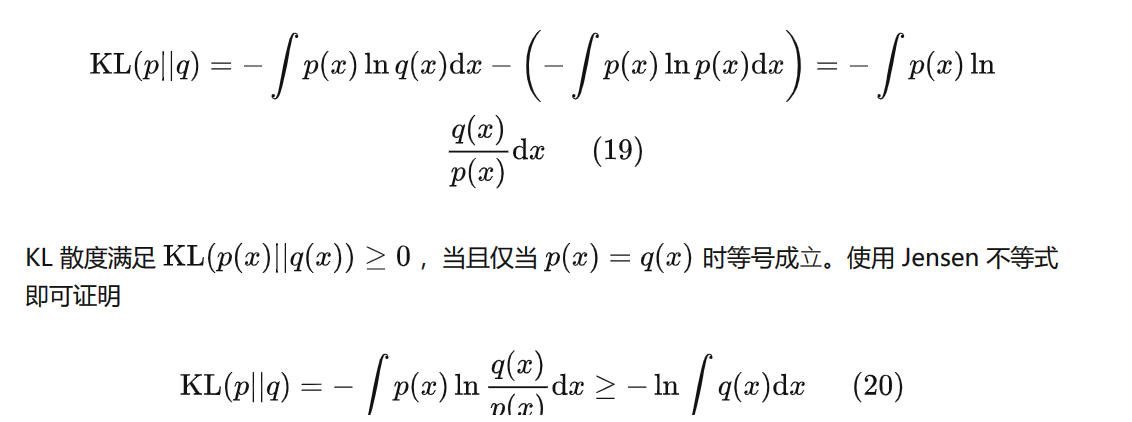 KL(p||q) = −∫ p(x) ln q(x)dx − (−∫ p(x) ln p(x)dx) = −∫ p(x) ln
q(x)/p(x) dx (19)
KL 散度满足 KL(p(x)||q(x)) ≥ 0 ，当且仅当 p(x) = q(x) 时等号成立。使用 Jensen 不等式
即可证明
KL(p||q) = −∫ p(x) ln q(x)/p(x) dx ≥ −ln ∫ q(x)dx (20)